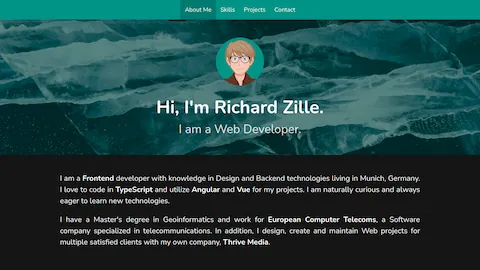 About Me Skills Projects Contact
Hi, I'm Richard Zille.
I am a Web Developer.
I am a Frontend developer with knowledge in Design and Backend technologies living in Munich, Germany.
I love to code in TypeScript and utilize Angular and Vue for my projects. I am naturally curious and always
eager to learn new technologies.
I have a Master's degree in Geoinformatics and work for European Computer Telecoms, a Software
company specialized in telecommunications. In addition, I design, create and maintain Web projects for
multiple satisfied clients with my own company, Thrive Media.